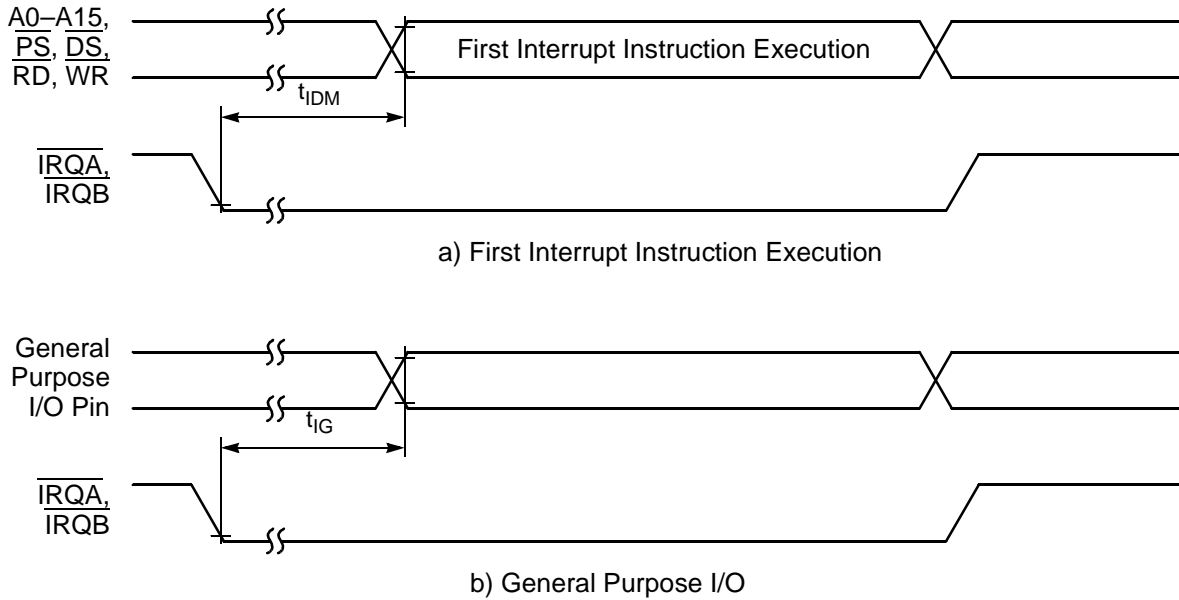 A0–A15,
PS, DS,
RD, WR
First Interrupt Instruction Execution
tIDM
IRQA,
IRQB
a) First Interrupt Instruction Execution
General
Purpose
I/O Pin
tIG
IRQA,
IRQB
b) General Purpose I/O